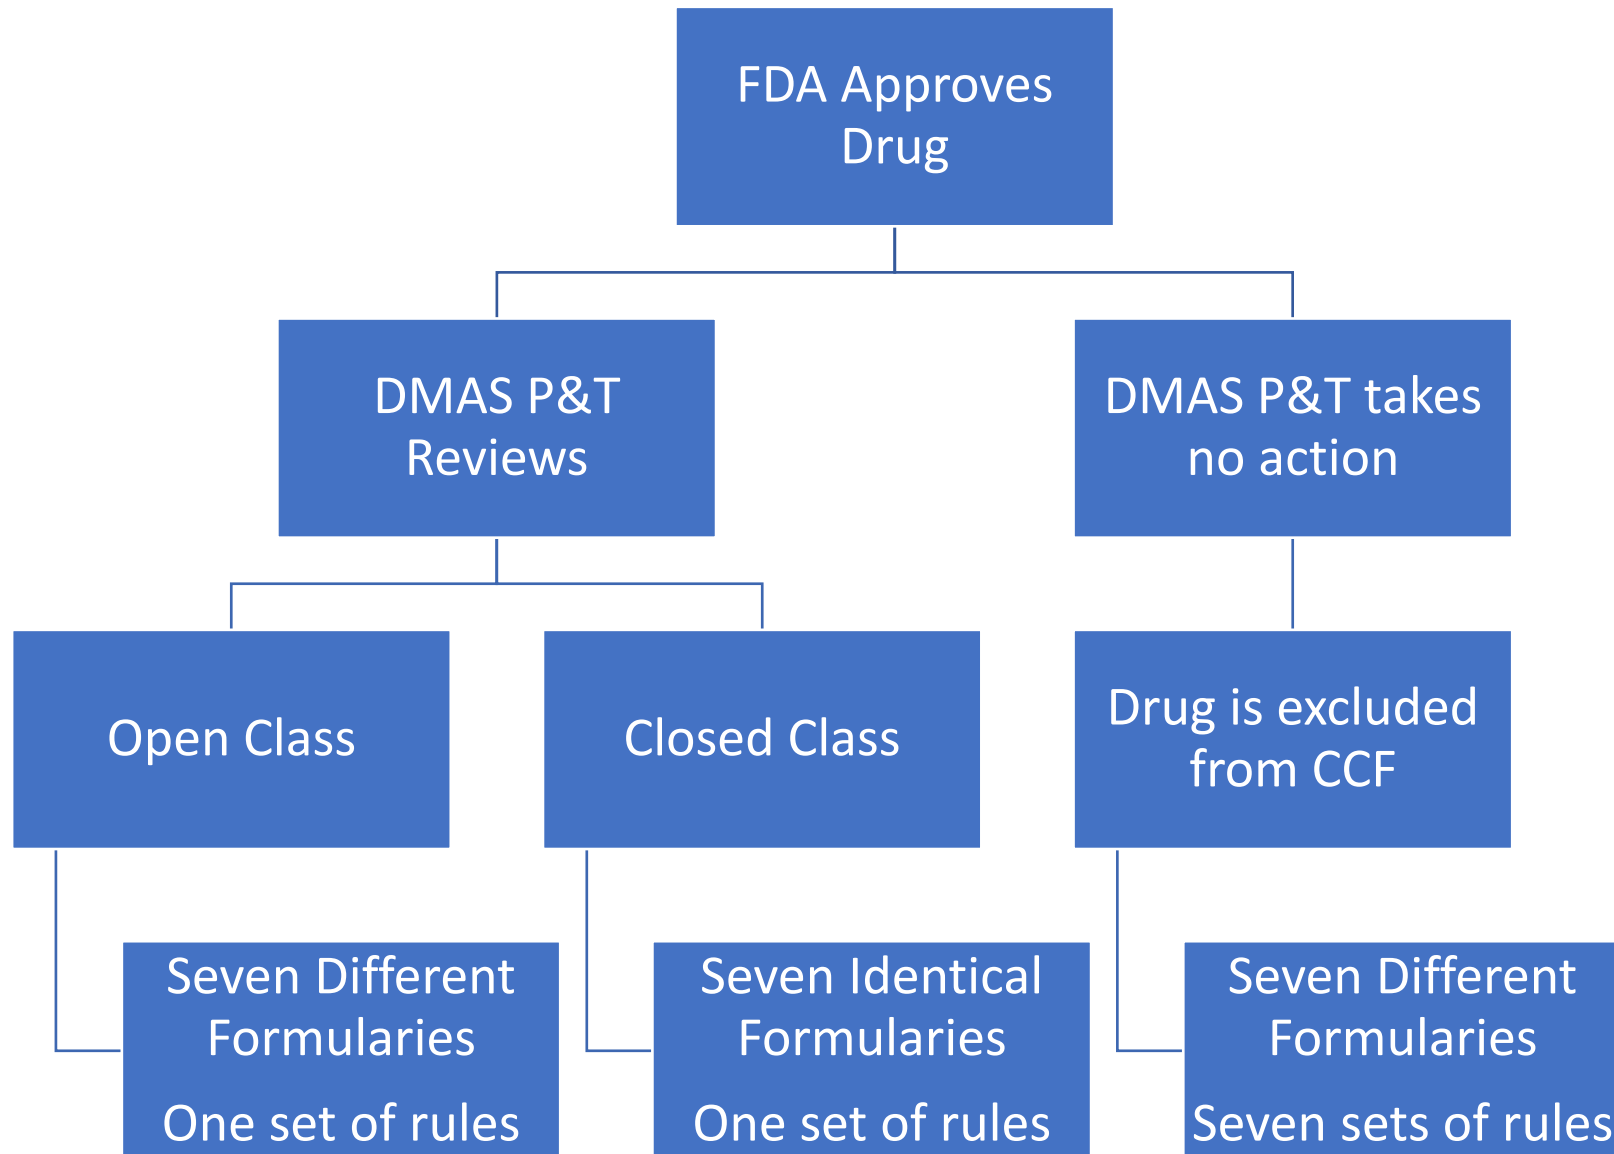 FDA Approves
Drug
DMAS P&T
Reviews
DMAS P&T takes
no action
Open Class
Closed Class
Drug is excluded
from CCF
Seven Different
Formularies
One set of rules
Seven Identical
Formularies
One set of rules
Seven Different
Formularies
Seven sets of rules